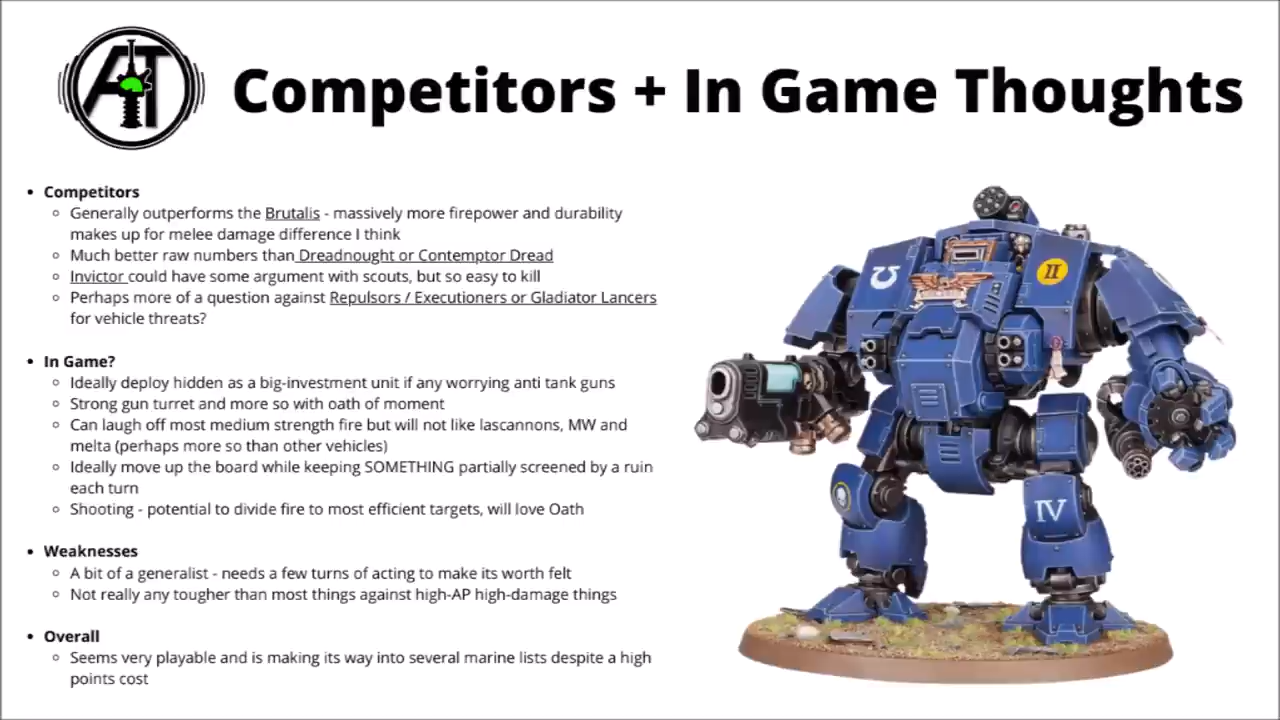 AT
Competitors + In Game Thoughts
Competitors
Generally outperforms the Brutalis - massively more firepower and durability
makes up for melee damage difference I think
Much better raw numbers than Dreadnought or Contemptor Dread
Invictor could have some argument with scouts, but so easy to kill
Perhaps more of a question against Repulsors / Executioners or Gladiator Lancers
for vehicle threats?
In Game?
Ideally deploy hidden as a big-investment unit if any worrying anti tank guns
Strong gun turret and more so with oath of moment
Can laugh off most medium strength fire but will not like lascannons, MW and
melta (perhaps more so than other vehicles)
Ideally move up the board while keeping SOMETHING partially screened by a ruin
each turn
Shooting - potential to divide fire to most efficient targets, will love Oath
Weaknesses
A bit of a generalist - needs a few turns of acting to make its worth felt
Not really any tougher than most things against high-AP high-damage things
Overall
Seems very playable and is making its way into several marine lists despite a high
points cost
II
IV